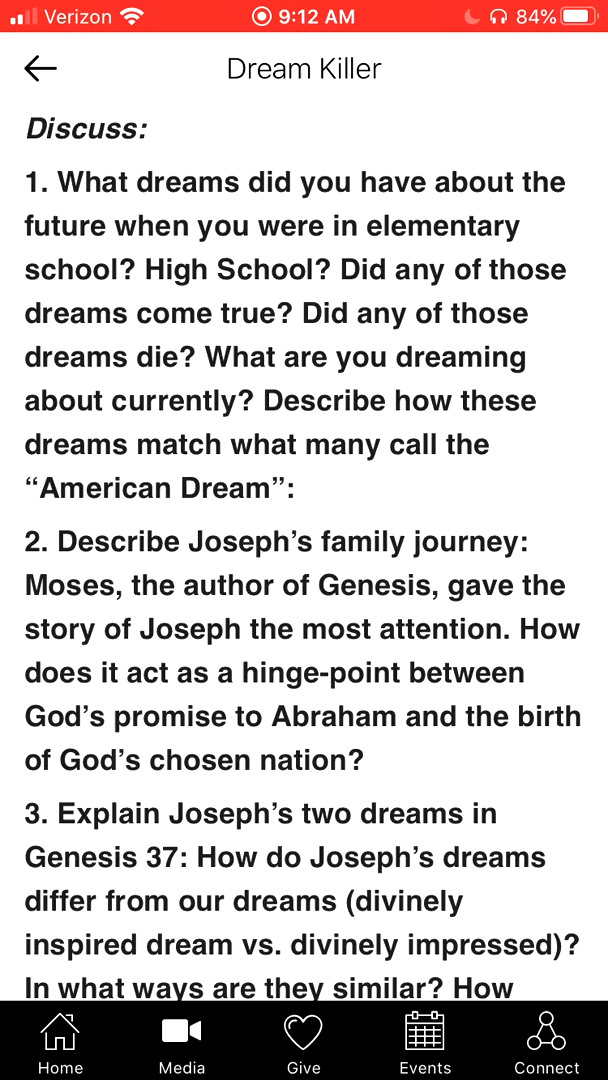 Verizon 9:12 AM 84%
Dream Killer
Discuss:
1. What dreams did you have about the
future when you were in elementary
school? High School? Did any of those
dreams come true? Did any of those
dreams die? What are you dreaming
about currently? Describe how these
dreams match what many call the
“American Dream”:
2. Describe Joseph’s family journey:
Moses, the author of Genesis, gave the
story of Joseph the most attention. How
does it act as a hinge-point between
God’s promise to Abraham and the birth
of God’s chosen nation?
3. Explain Joseph’s two dreams in
Genesis 37: How do Joseph’s dreams
differ from our dreams (divinely
inspired dream vs. divinely impressed)?
In what ways are they similar? How
Home Media Give Events Connect